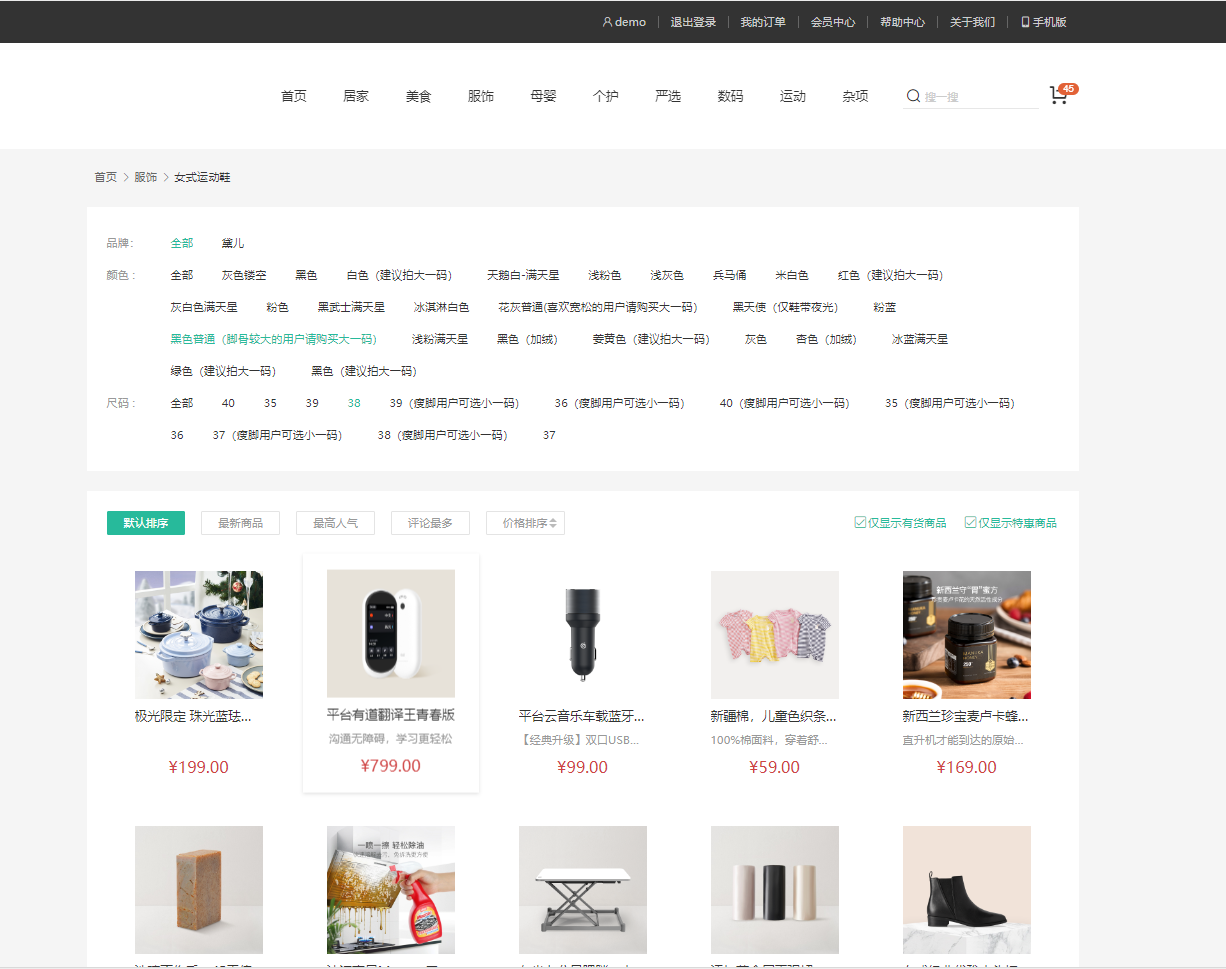 demo 退出登录 我的订单 会员中心 帮助中心 关于我们 手机版
首页 居家 美食 服饰 母婴 个护 严选 数码 运动 杂项 搜一搜 45
首页 > 服饰 > 女式运动鞋
品牌： 全部 黛儿
颜色： 全部 灰色镂空 黑色 白色（建议拍大一码） 天鹅白-满天星 浅粉色 浅灰色 兵马俑 米白色 红色（建议拍大一码）
灰白色满天星 粉色 黑武士满天星 冰淇淋白色 花灰普通(喜欢宽松的用户请购买大一码) 黑天使（仅鞋带夜光） 粉蓝
黑色普通（脚骨较大的用户请购买大一码） 浅粉满天星 黑色（加绒） 姜黄色（建议拍大一码） 灰色 杏色（加绒） 冰蓝满天星
绿色（建议拍大一码） 黑色（建议拍大一码）
尺码： 全部 40 35 39 38 39（瘦脚用户可选小一码） 36（瘦脚用户可选小一码） 40（瘦脚用户可选小一码） 35（瘦脚用户可选小一码）
36 37（瘦脚用户可选小一码） 38（瘦脚用户可选小一码） 37
默认排序 最新商品 最高人气 评论最多 价格排序 仅显示有货商品 仅显示特惠商品
新西兰守“胃”蜜方
极光限定 珠光蓝珐... 平台有道翻译王青春版 平台云音乐车载蓝牙... 新疆棉，儿童色织条... 新西兰珍宝麦卢卡蜂...
沟通无障碍，学习更轻松 【经典升级】双口USB... 100%棉面料，穿着舒... 直升机才能到达的原始...
¥199.00 ¥799.00 ¥99.00 ¥59.00 ¥169.00
一喷一擦 轻松除油